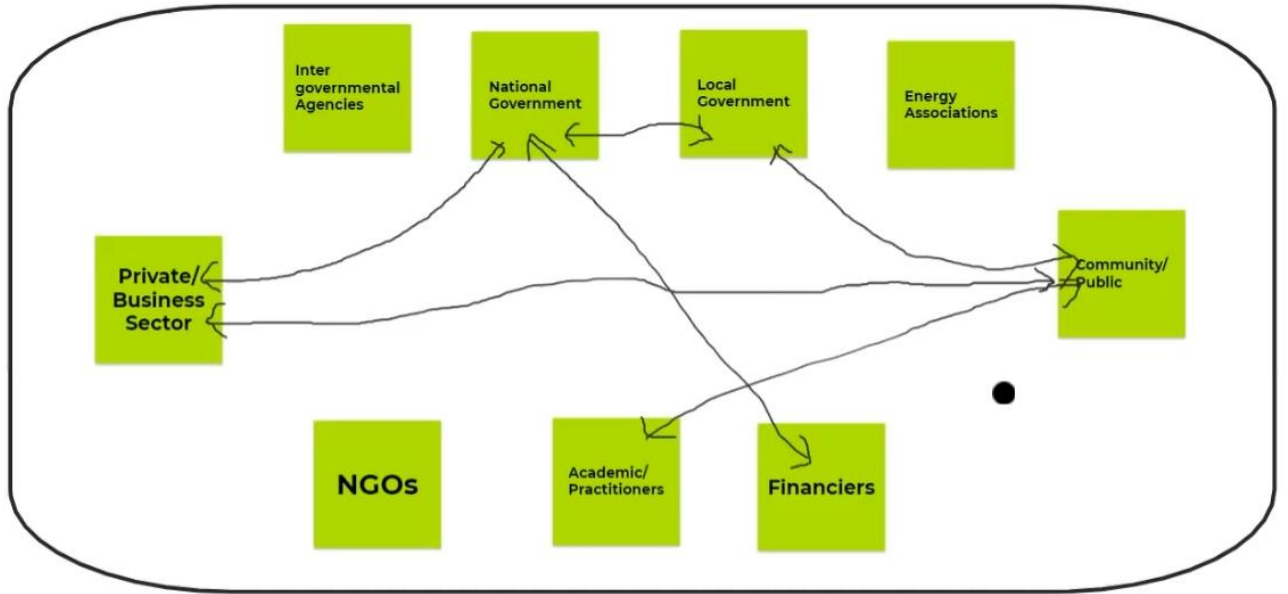 Inter
governmental
Agencies
National
Government
Local
Government
Energy
Associations
Private/
Business
Sector
Community/
Public
NGOs
Academic/
Practitioners
Financiers